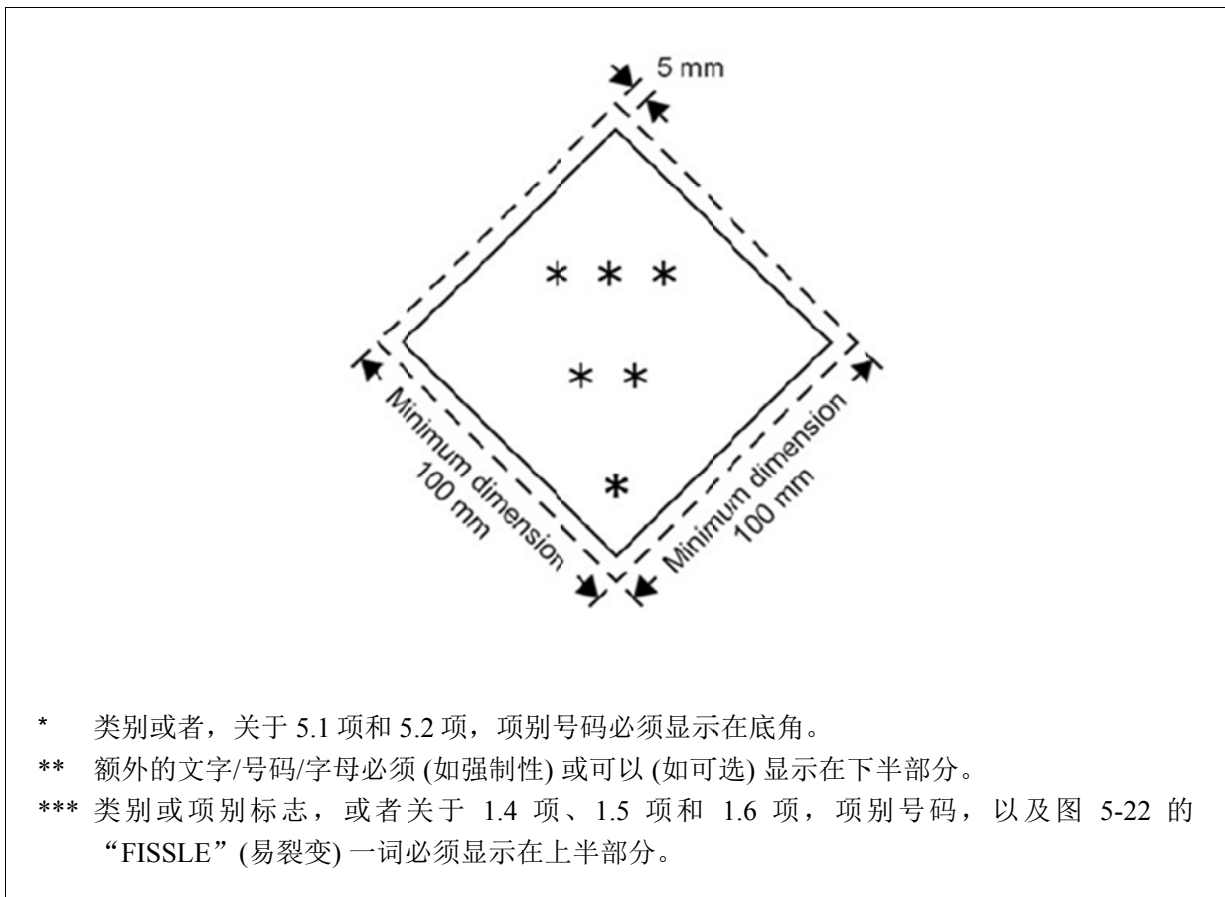 5 mm
* * *
* *
*
Minimum dimension
100 mm
Minimum dimension
100 mm
* 类别或者，关于 5.1 项和 5.2 项，项别号码必须显示在底角。
** 额外的文字/号码/字母必须 (如强制性) 或可以 (如可选) 显示在下半部分。
*** 类别或项别标志，或者关于 1.4 项、1.5 项和 1.6 项，项别号码，以及图 5-22 的
“FISSLE” (易裂变) 一词必须显示在上半部分。